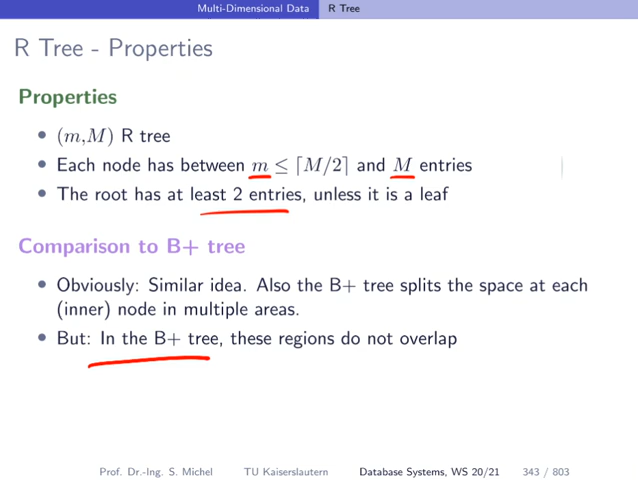 Multi-Dimensional Data R Tree
R Tree - Properties
Properties
• (m,M) R tree
• Each node has between m ≤ ⌈M/2⌉ and M entries
• The root has at least 2 entries, unless it is a leaf
Comparison to B+ tree
• Obviously: Similar idea. Also the B+ tree splits the space at each
(inner) node in multiple areas.
• But: In the B+ tree, these regions do not overlap
Prof. Dr.-Ing. S. Michel TU Kaiserslautern Database Systems, WS 20/21 343 / 803